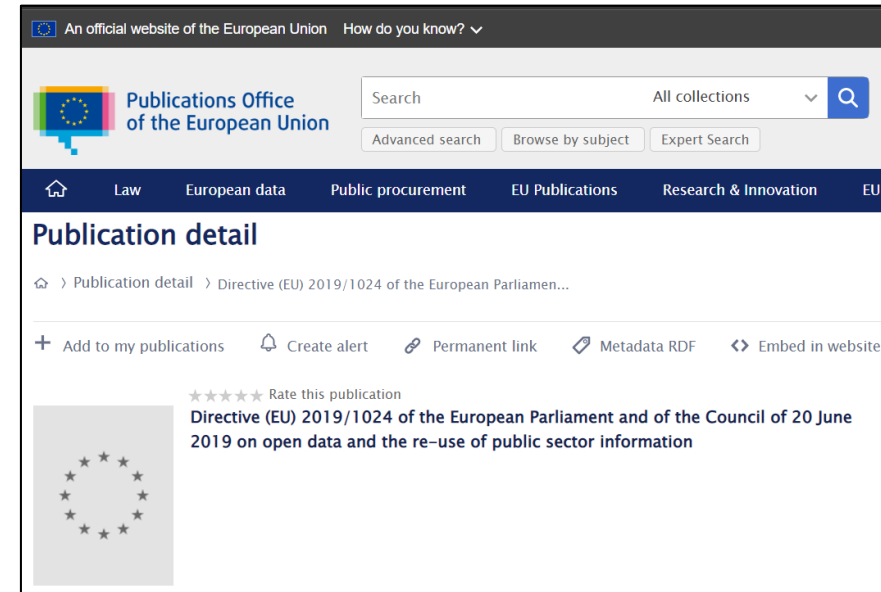 An official website of the European Union How do you know?
Publications Office
of the European Union
Search All collections
Advanced search Browse by subject Expert Search
Law European data Public procurement EU Publications Research & Innovation EU
Publication detail
Publication detail Directive (EU) 2019/1024 of the European Parliamen...
Add to my publications Create alert Permanent link Metadata RDF Embed in website
Rate this publication
Directive (EU) 2019/1024 of the European Parliament and of the Council of 20 June
2019 on open data and the re-use of public sector information